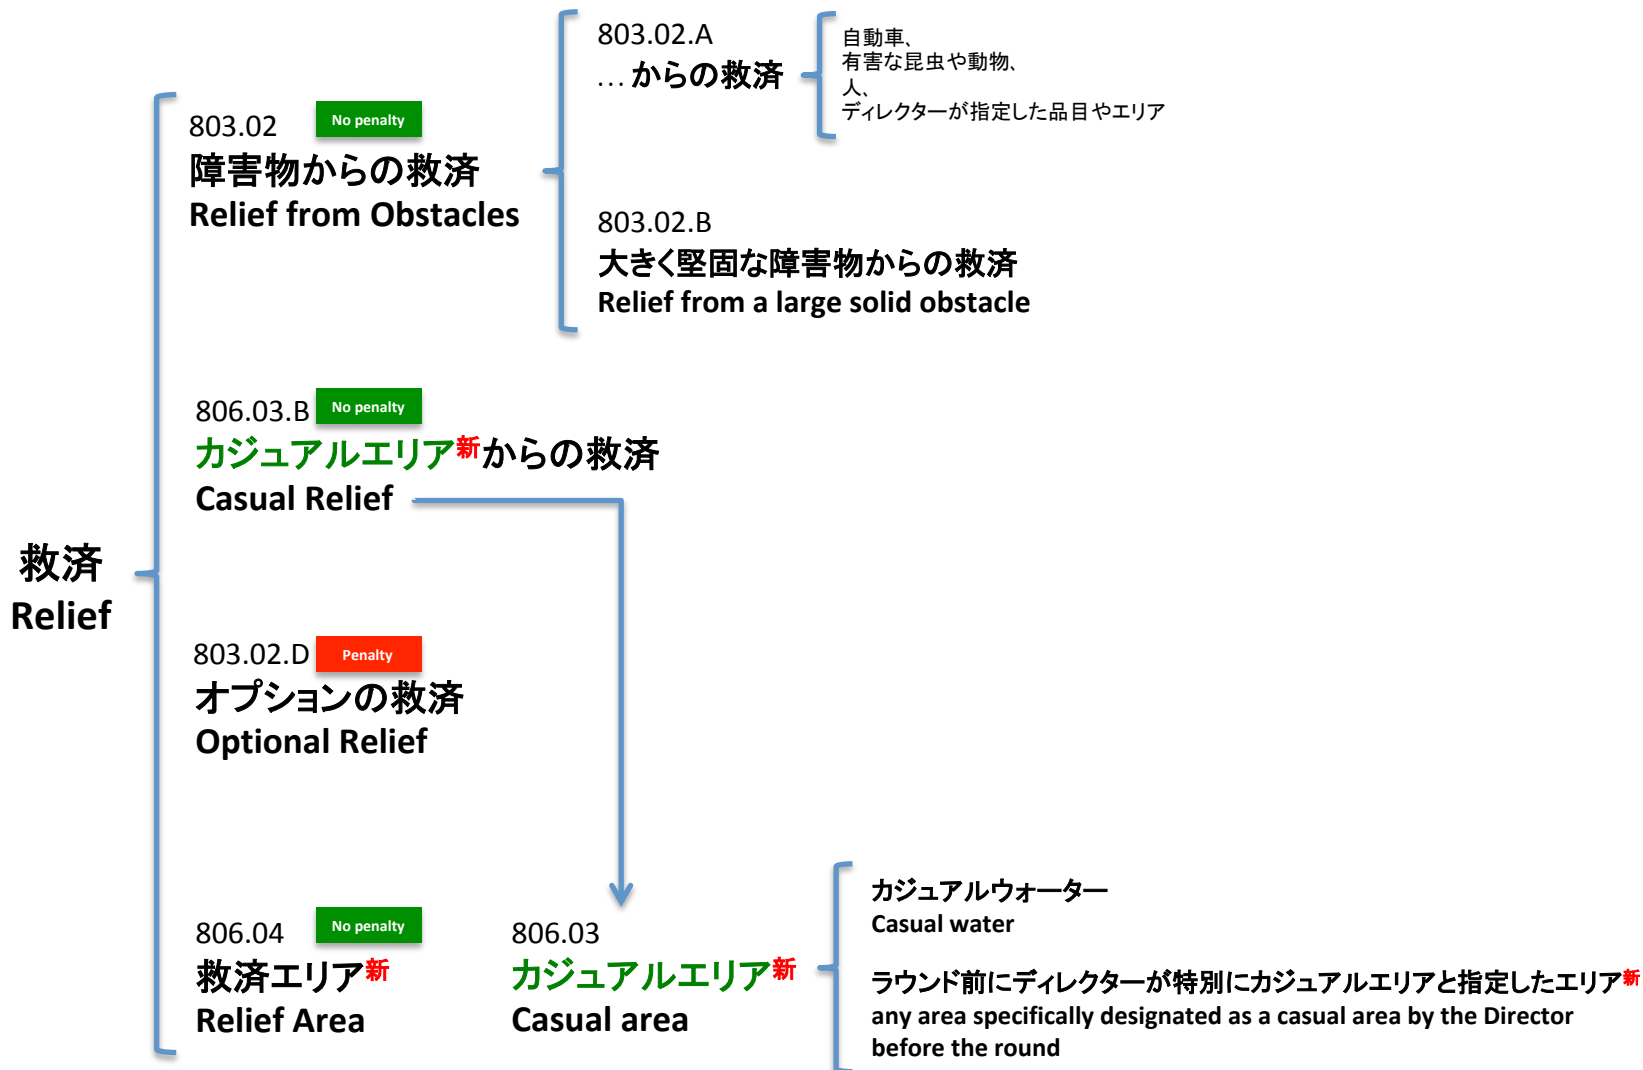 救済
Relief
803.02
No penalty
障害物からの救済
Relief from Obstacles
803.02.A
…からの救済
自動車、
有害な昆虫や動物、
人、
ディレクターが指定した品目やエリア
803.02.B
大きく堅固な障害物からの救済
Relief from a large solid obstacle
806.03.B
No penalty
カジュアルエリア新からの救済
Casual Relief
803.02.D
Penalty
オプションの救済
Optional Relief
806.04
No penalty
救済エリア新
Relief Area
806.03
カジュアルエリア新
Casual area
カジュアルウォーター
Casual water
ラウンド前にディレクターが特別にカジュアルエリアと指定したエリア新
any area specifically designated as a casual area by the Director
before the round